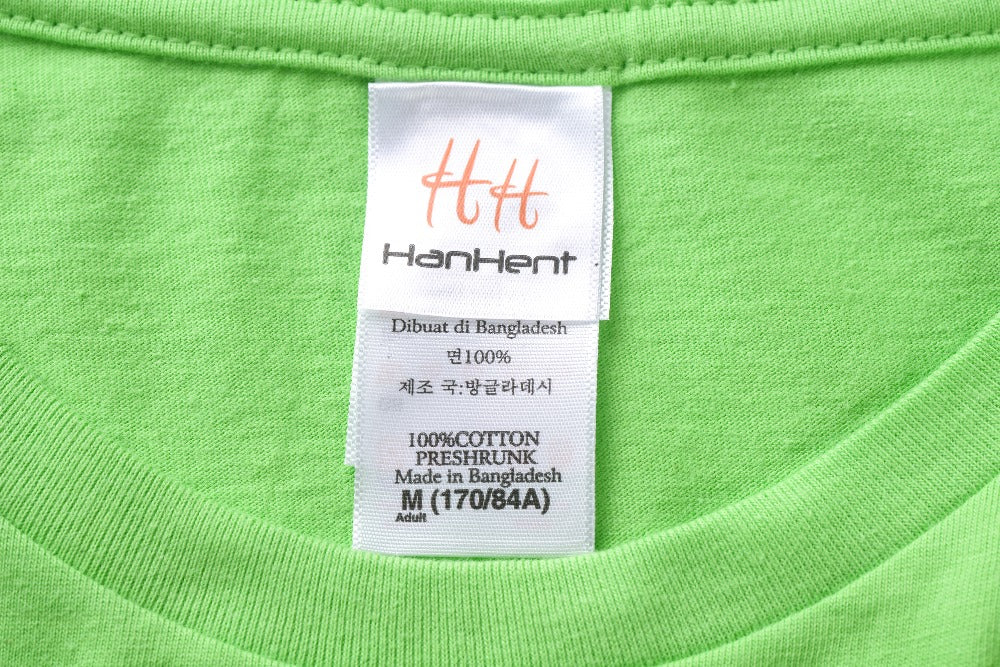 HH
HanHent
Dibuat di Bangladesh
면100%
제조 국:방글라데시
100%COTTON
PRESHRUNK
Made in Bangladesh
M (170/84A)
Adult